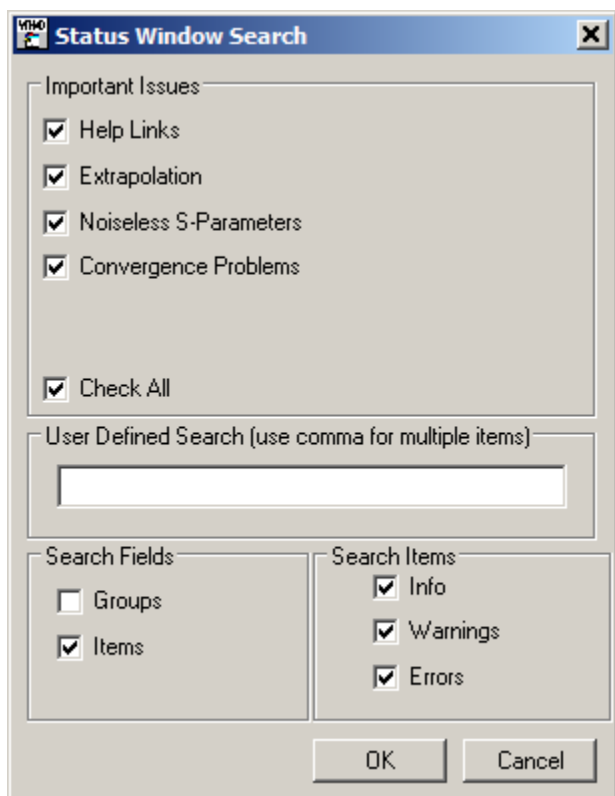 Status Window Search
Important Issues
Help Links
Extrapolation
Noiseless S-Parameters
Convergence Problems
Check All
User Defined Search (use comma for multiple items)
Search Fields
Groups
Items
Search Items
Info
Warnings
Errors
OK
Cancel